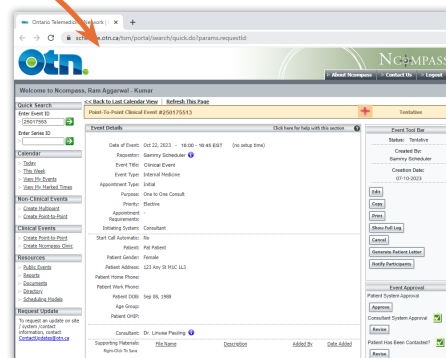 Ontario Telemedicine Network |
otn.ca/tsm/portal/search/quick.do?params.requestid
otn.
NCOMPASS
> About Ncompass > Contact Us > Logout
Welcome to Ncompass, Ram Aggarwal - Kumar
Quick Search
Enter Event ID
25017553
Enter Series ID
Calendar
> Today
> This Week
> View My Events
> View My Marked Times
Non-Clinical Events
> Create Multipoint
> Create Point-to-Point
Clinical Events
> Create Point-to-Point
> Create Ncompass Clinic
Resources
> Public Events
> Reports
> Documents
> Directory
> Scheduling Models
Request Update
To request an update on site
/ system /contact
information, contact
ContactUpdates@otn.ca
<< Back to Last Calendar View Refresh This Page
Point-To-Point Clinical Event #250175513 Tentative
Event Details Click here for help with this section
Date of Event: Oct 22, 2023 - 16:00 - 16:45 EST (no setup time)
Requestor: Sammy Scheduler
Event Title: Clinical Event
Event Type: Internal Medicine
Appointment Type: Initial
Purpose: One to One Consult
Priority: Elective
Appointment -
Requirements:
Initiating System: Consultant
Start Call Automatic: No
Patient: Pat Patient
Patient Gender: Female
Patient Address: 123 Any St M1C 1L3
Patient Home Phone:
Patient Work Phone:
Patient DOB: Sep 08, 1988
Age Group:
Patient OHIP:
Consultant: Dr. Linusa Pauling
Supporting Materials: File Name Description Added By Date Added
Right-Click To Save
Event Tool Bar
Status: Tentative
Created By:
Sammy Scheduler
Creation Date:
07-10-2023
Edit
Copy
Print
Show Full Log
Cancel
Generate Patient Letter
Notify Participants
Event Approval
Patient System Approval
Approve
Consultant System Approval
Revise
Patient Has Been Contacted?
Revise